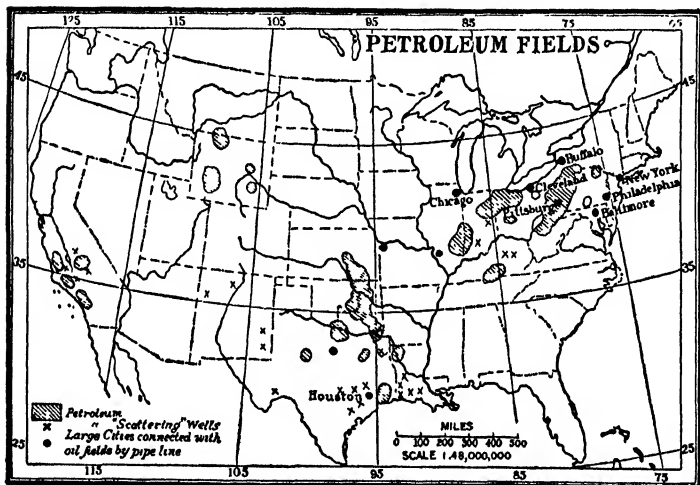 125 115 105 95 85 75 65
PETROLEUM FIELDS
45
45
Buffalo
Cleveland
New York
Chicago
Pittsburg
Philadelphia
Baltimore
35
35
Houston
Petroleum
x " "Scattering" Wells
Large Cities connected with
oil fields by pipe line
MILES
0 100 200 300 400 500
SCALE 1:48,000,000
25
25
115 105 95 85 75